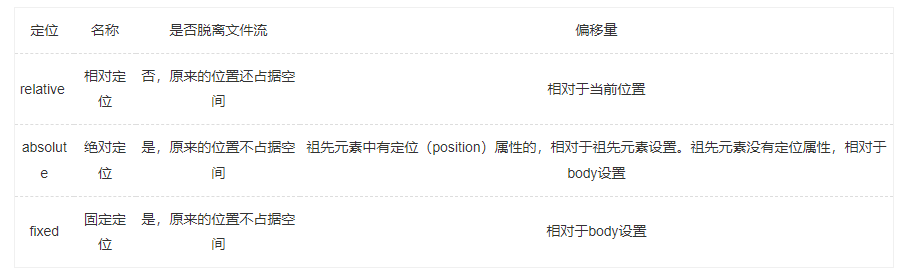 定位 名称 是否脱离文件流 偏移量
relative 相对定位 否，原来的位置还占据空间 相对于当前位置
absolute 绝对定位 是，原来的位置不占据空间 祖先元素中有定位（position）属性的，相对于祖先元素设置。祖先元素没有定位属性，相对于body设置
fixed 固定定位 是，原来的位置不占据空间 相对于body设置